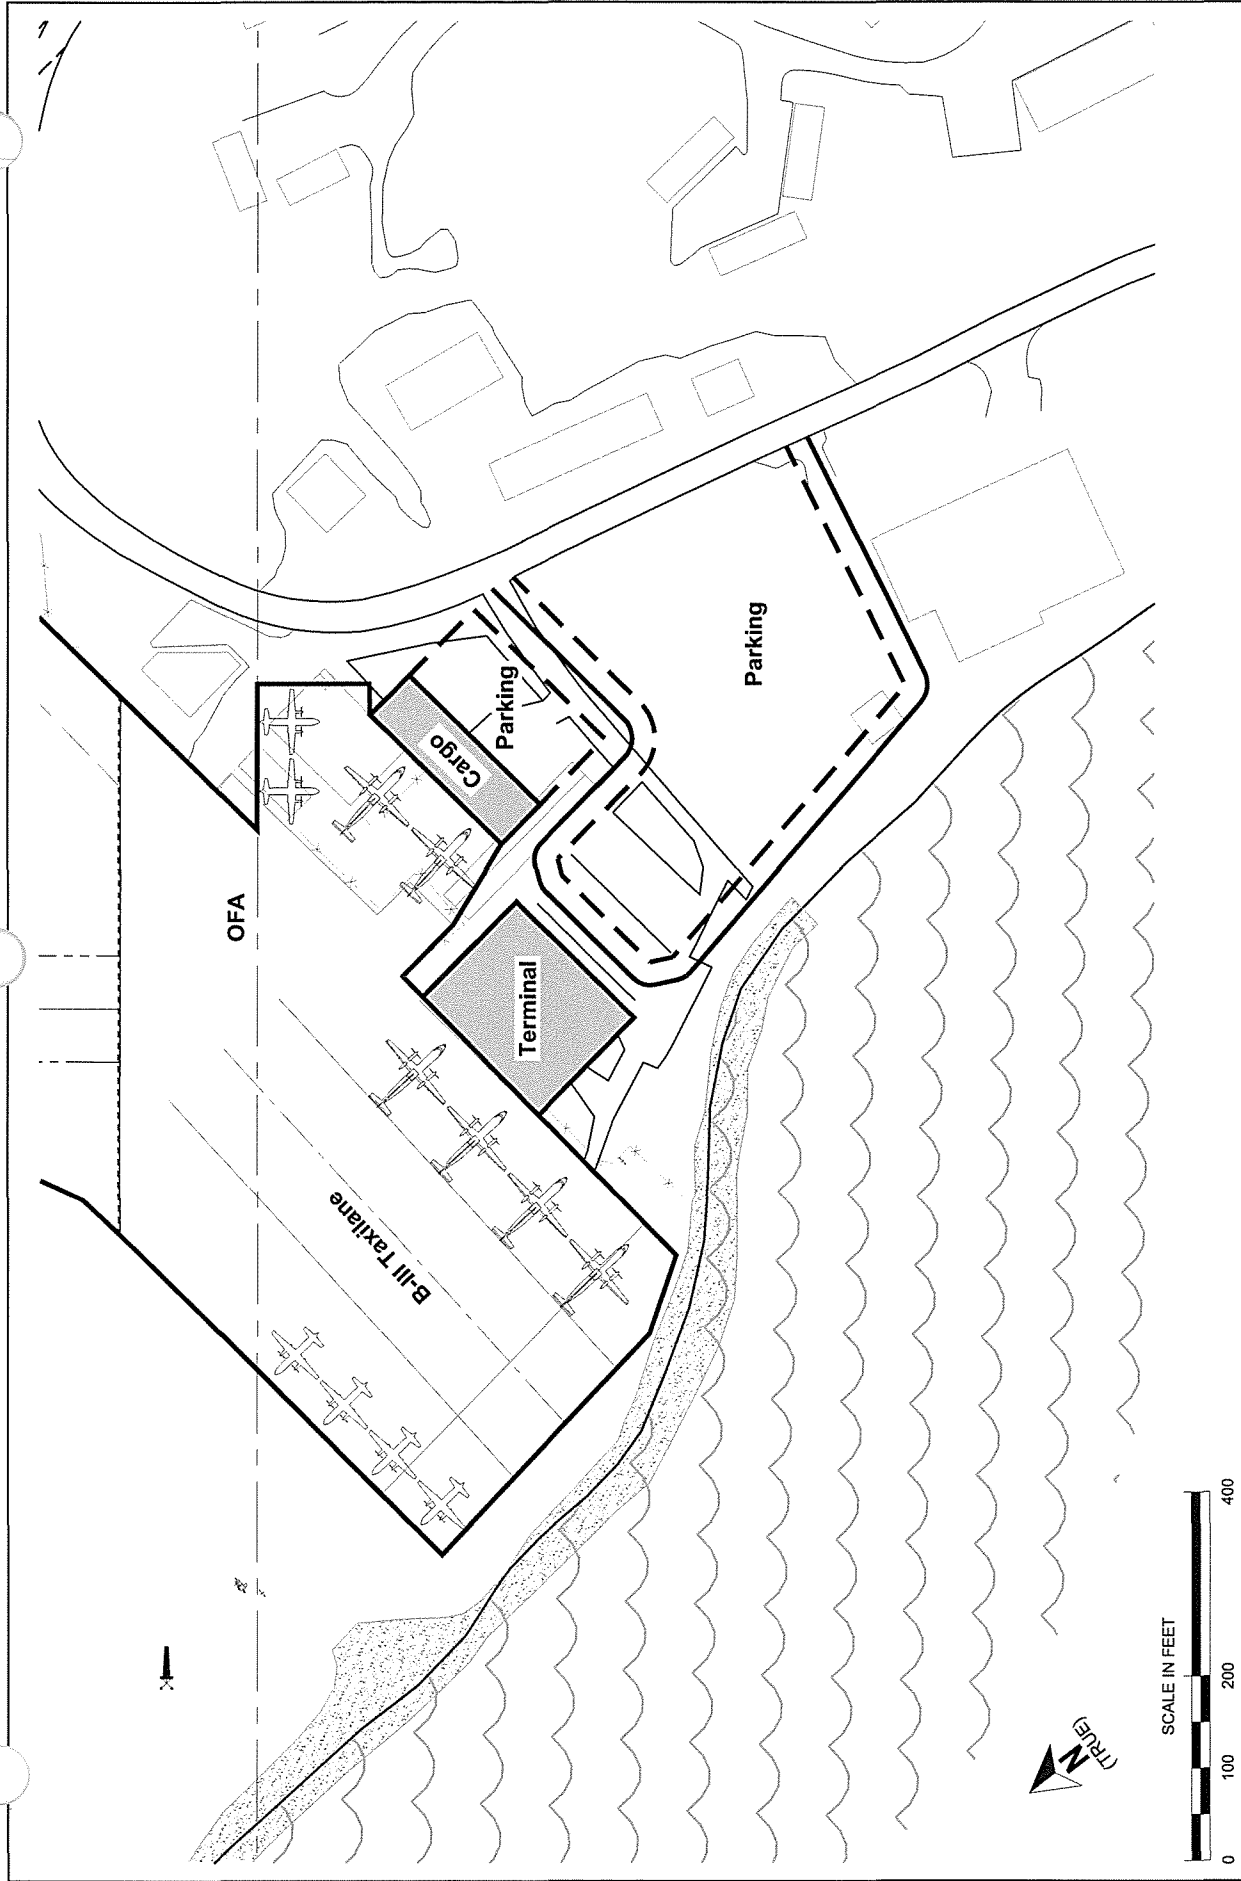 OFA
B-III Taxilane
Terminal
Cargo
Parking
Parking
N
(TRUE)
SCALE IN FEET
0 100 200 400